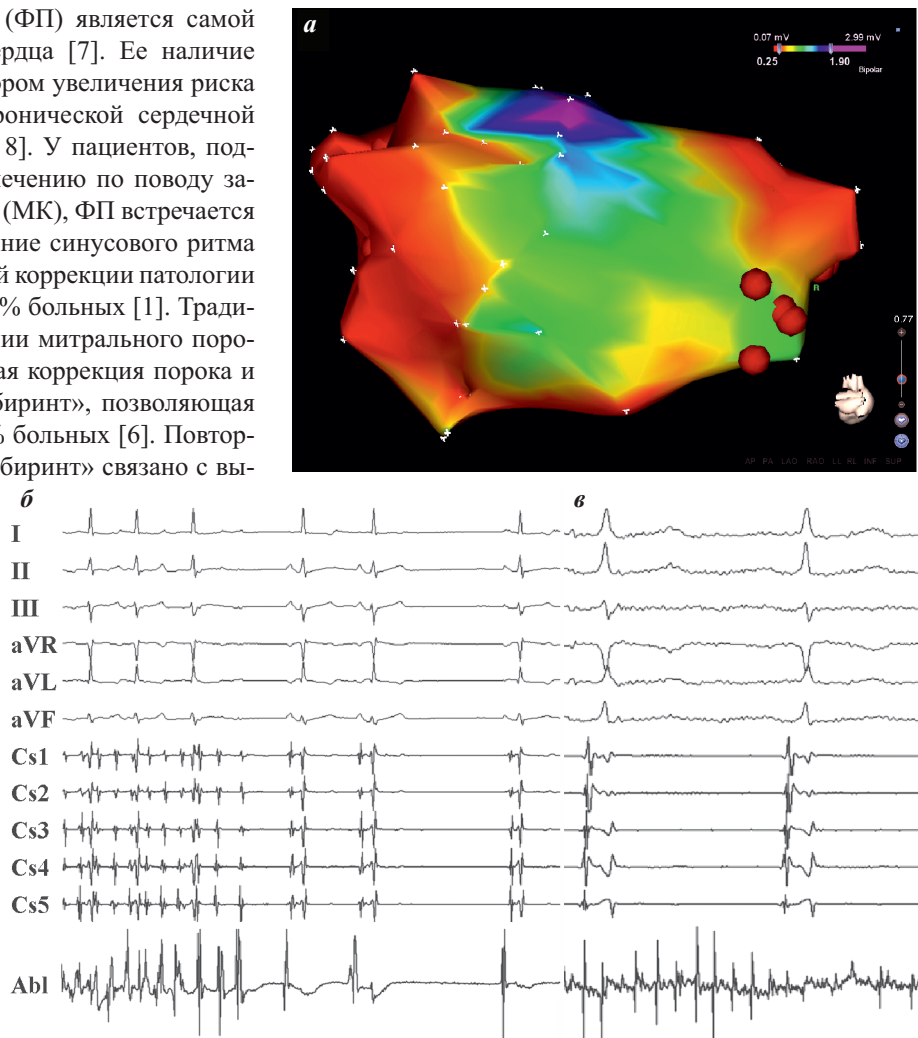 (ФП) является самой
ердца [7]. Ее наличие
ором увеличения риска
ронической сердечной
8]. У пациентов, под-
лечению по поводу за-
(МК), ФП встречается
ние синусового ритма
й коррекции патологии
% больных [1]. Тради-
ии митрального поро-
ая коррекция порока и
биринт», позволяющая
% больных [6]. Повтор-
биринт» связано с вы-
а
0.07 mV 2.99 mV
0.25 1.90
Bipolar
R
0.77
AP PA LAO RAO LL RL INF SUP
б
в
I
II
III
aVR
aVL
aVF
Cs1
Cs2
Cs3
Cs4
Cs5
Abl